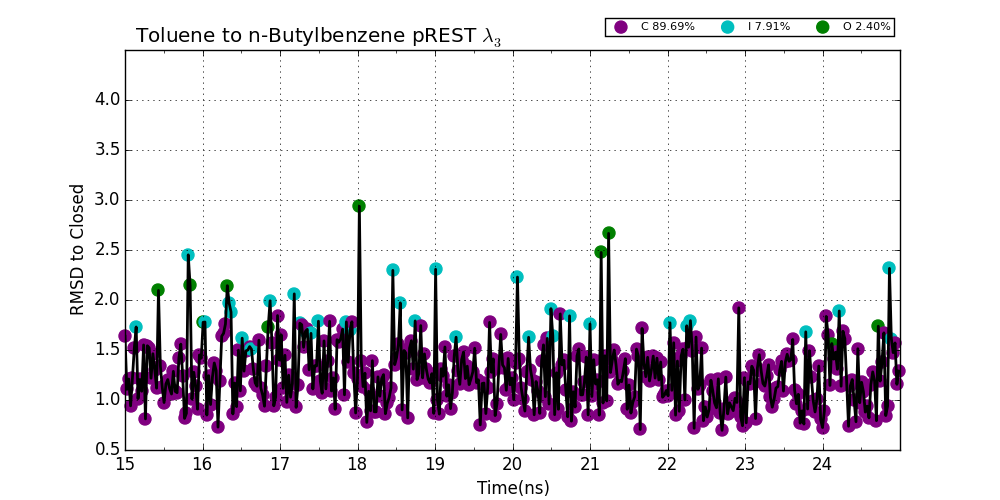 Toluene to n-Butylbenzene pREST λ₃
C 89.69% I 7.91% O 2.40%
RMSD to Closed
4.0
3.5
3.0
2.5
2.0
1.5
1.0
0.5
15 16 17 18 19 20 21 22 23 24
Time(ns)